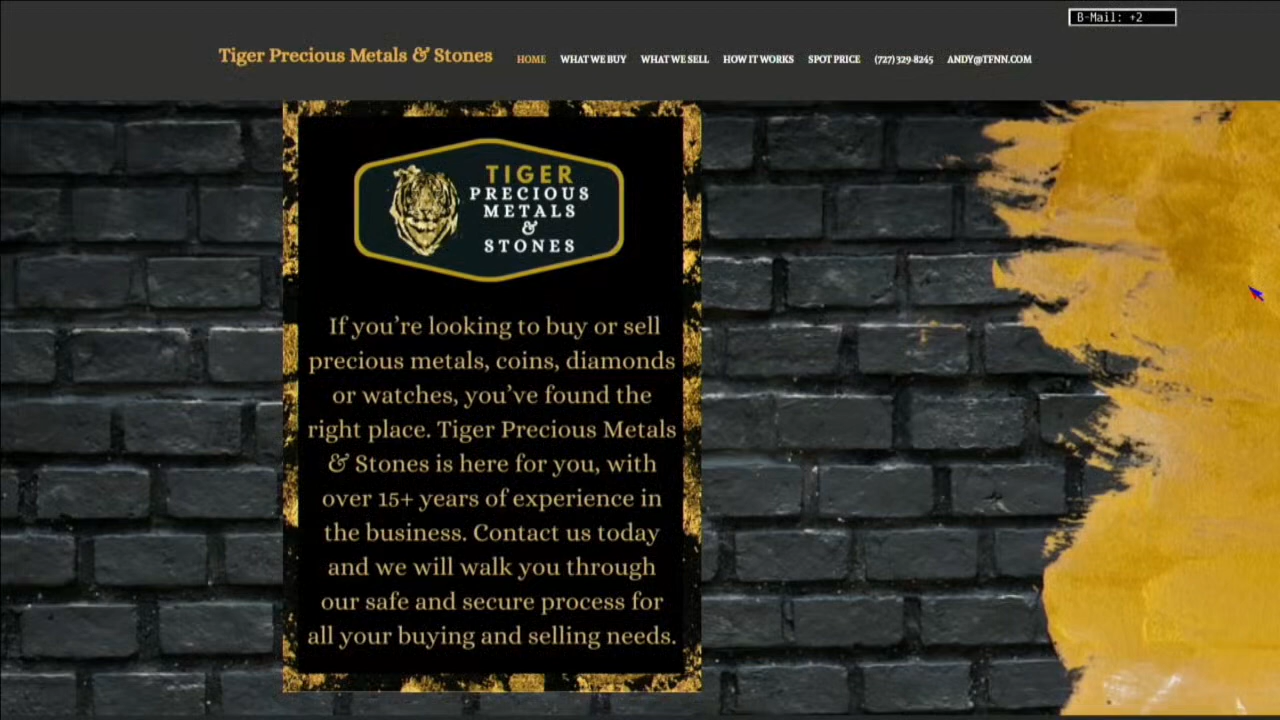 B-Mail: +2
Tiger Precious Metals & Stones HOME WHAT WE BUY WHAT WE SELL HOW IT WORKS SPOT PRICE (727) 329-8245 ANDY@TFNN.COM
TIGER
PRECIOUS
METALS
&
STONES
If you're looking to buy or sell
precious metals, coins, diamonds
or watches, you've found the
right place. Tiger Precious Metals
& Stones is here for you, with
over 15+ years of experience in
the business. Contact us today
and we will walk you through
our safe and secure process for
all your buying and selling needs.